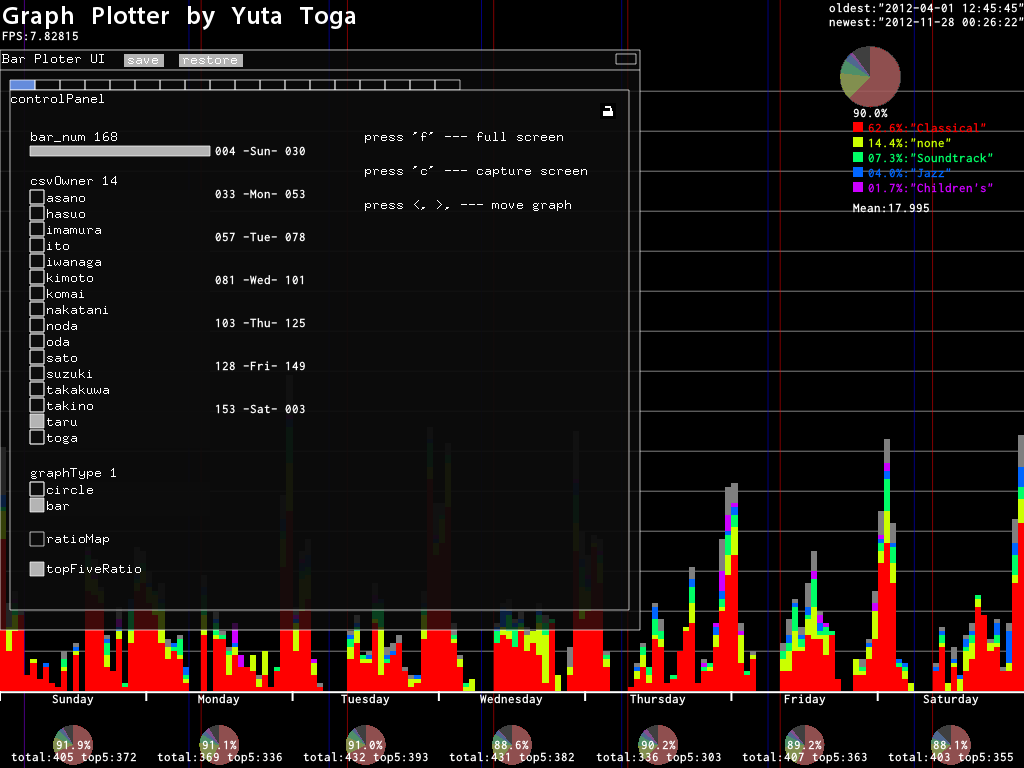 Graph Plotter by Yuta Toga
FPS:7.82815
oldest:"2012-04-01 12:45:45"
newest:"2012-11-28 00:26:22"
Bar Ploter UI save restore
controlPanel
bar_num 168
004 -Sun- 030
033 -Mon- 053
057 -Tue- 078
081 -Wed- 101
103 -Thu- 125
128 -Fri- 149
153 -Sat- 003
press 'f' --- full screen
press 'c' --- capture screen
press <, >, --- move graph
csvOwner 14
asano
hasuo
imamura
ito
iwanaga
kimoto
komai
nakatani
noda
oda
sato
suzuki
takakuwa
takino
taru
toga
graphType 1
circle
bar
ratioMap
topFiveRatio
90.0%
62.6%:"Classical"
14.4%:"none"
07.3%:"Soundtrack"
04.0%:"Jazz"
01.7%:"Children's"
Mean:17.995
Sunday Monday Tuesday Wednesday Thursday Friday Saturday
91.9% 91.1% 91.0% 88.6% 90.2% 89.2% 88.1%
total:405 top5:372 total:369 top5:336 total:432 top5:393 total:431 top5:382 total:336 top5:303 total:407 top5:363 total:403 top5:355